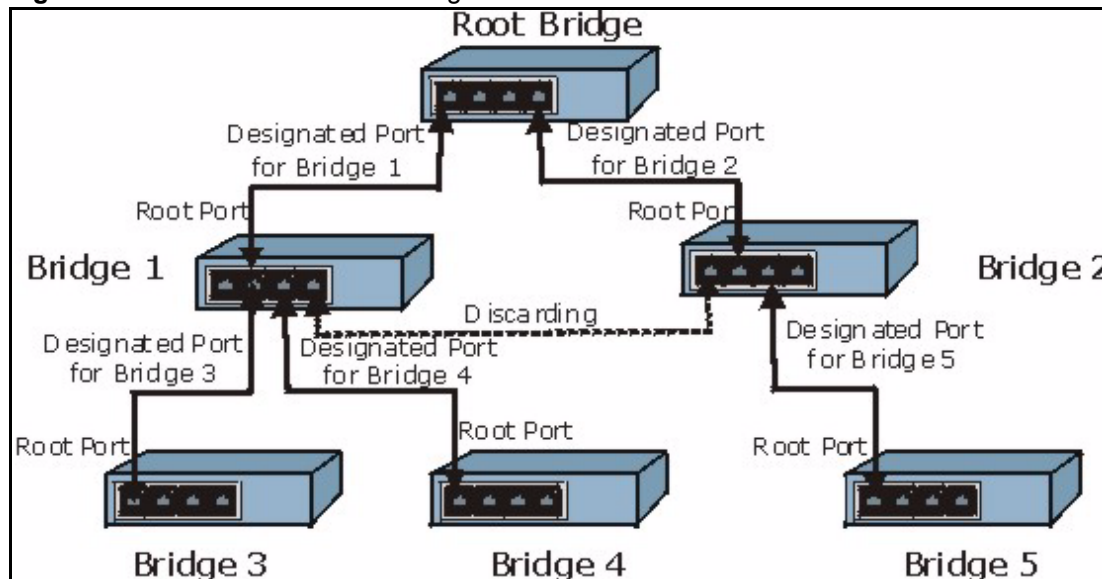 Root Bridge
Designated Port
for Bridge 1
Designated Port
for Bridge 2
Root Port
Root Port
Bridge 1
Bridge 2
Discarding
Designated Port
for Bridge 3
Designated Port
for Bridge 4
Designated Port
for Bridge 5
Root Port
Root Port
Root Port
Bridge 3
Bridge 4
Bridge 5